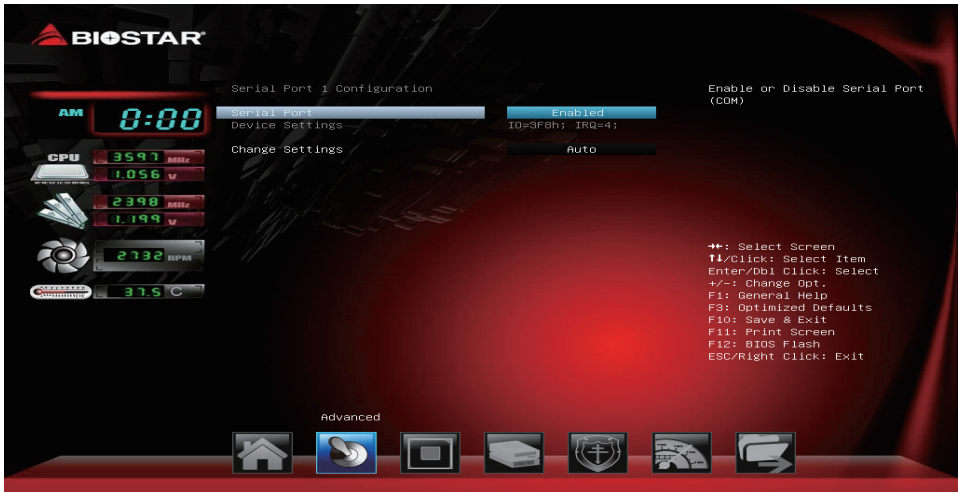 BIOSTAR
Serial Port 1 Configuration
Serial Port Enabled
Device Settings IO=3F8h; IRQ=4;
Change Settings Auto
Enable or Disable Serial Port
(COM)
AM 0:00
CPU 3597 MHz
1.056 V
2398 MHz
1.199 V
2732 RPM
37.5 C
→←: Select Screen
↑↓/Click: Select Item
Enter/Dbl Click: Select
+/-: Change Opt.
F1: General Help
F3: Optimized Defaults
F10: Save & Exit
F11: Print Screen
F12: BIOS Flash
ESC/Right Click: Exit
Advanced